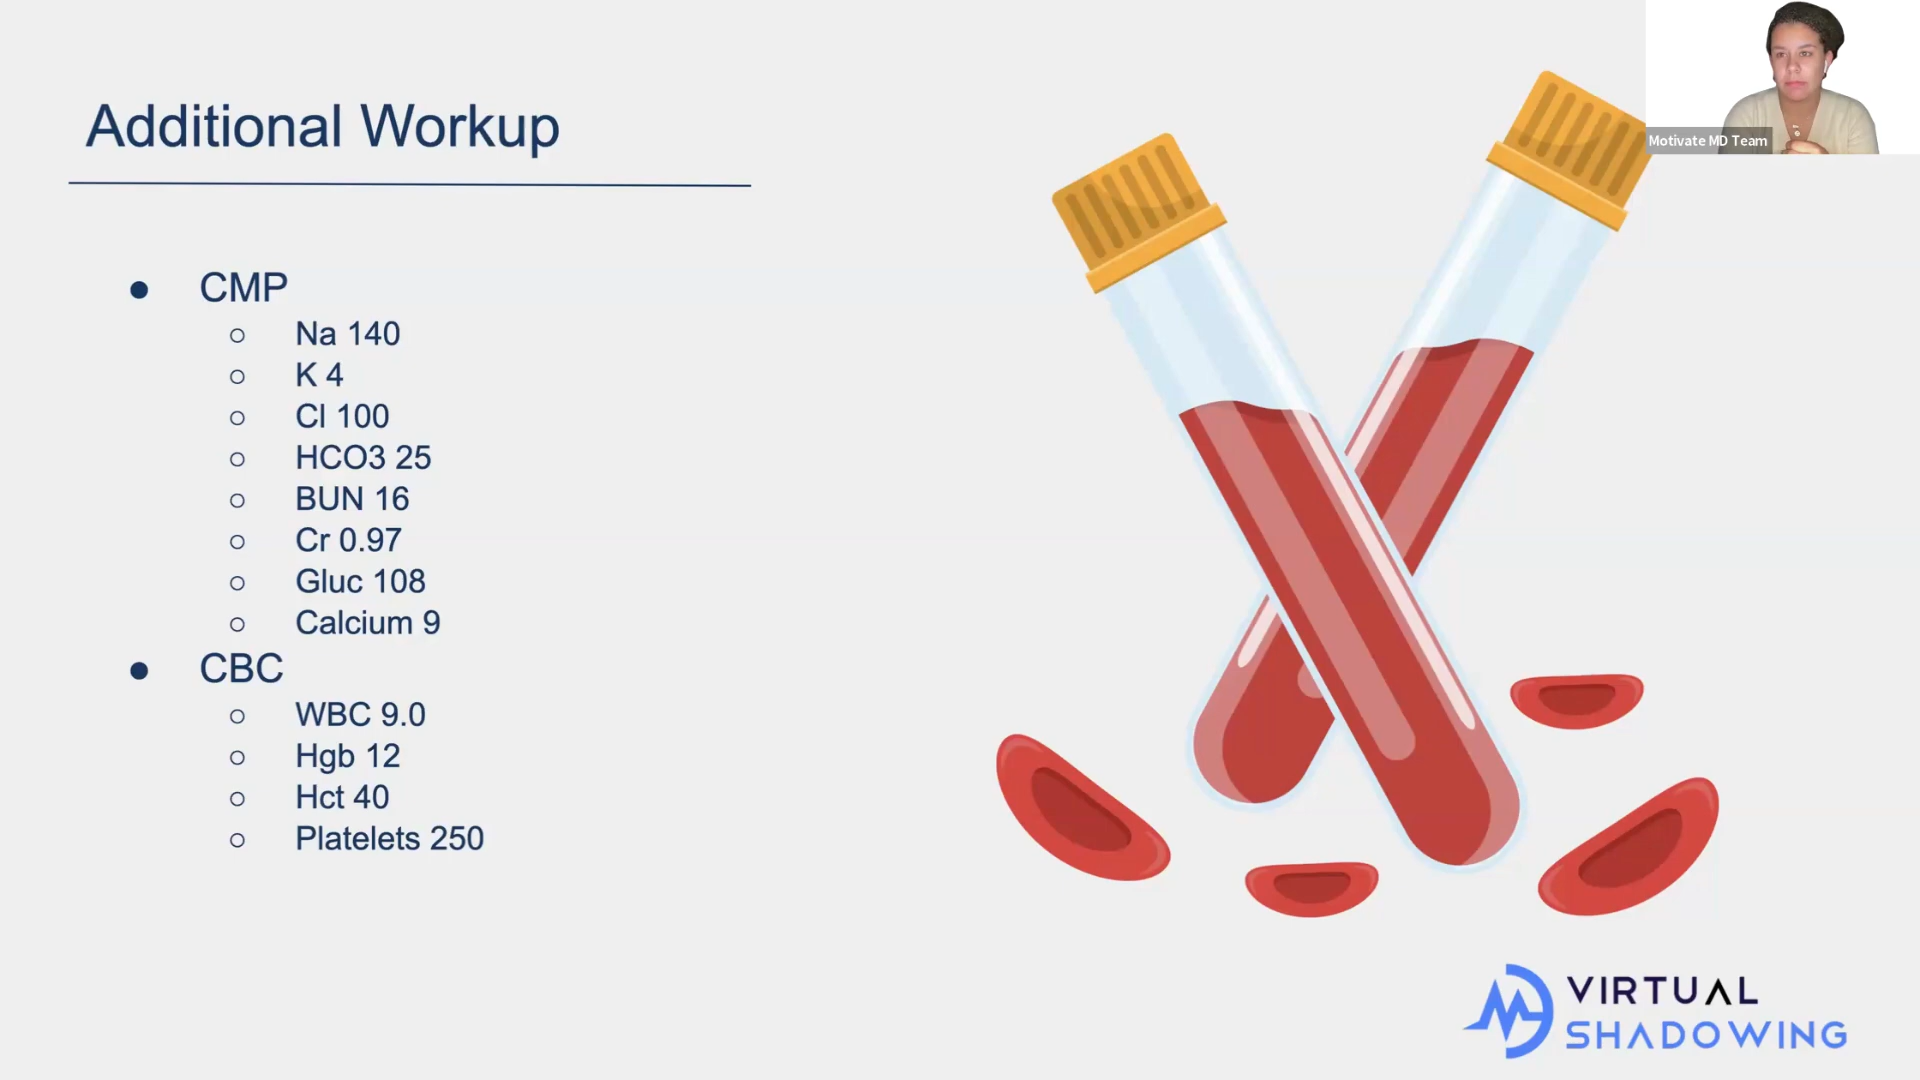 Additional Workup
Motivate MD Team
● CMP
○ Na 140
○ K 4
○ Cl 100
○ HCO3 25
○ BUN 16
○ Cr 0.97
○ Gluc 108
○ Calcium 9
● CBC
○ WBC 9.0
○ Hgb 12
○ Hct 40
○ Platelets 250
VIRTUAL
SHADOWING